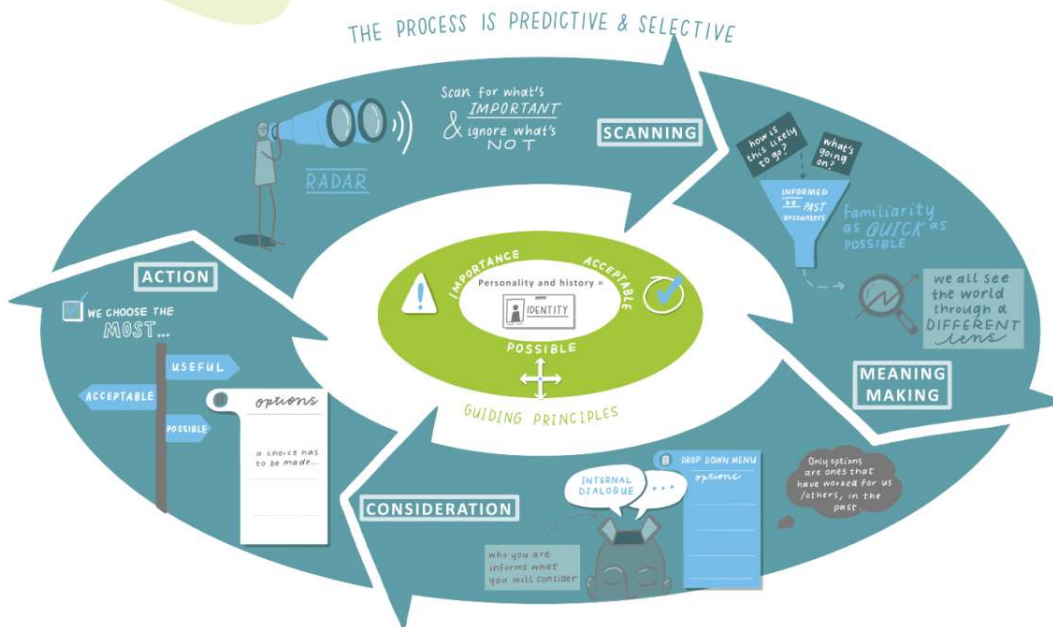 THE PROCESS IS PREDICTIVE & SELECTIVE
Scan for what's
IMPORTANT
& ignore what's
NOT
RADAR
SCANNING
how is
this likely
to go?
what's
going
on?
INFORMED
by PAST
ENCOUNTERS
familiarity
as QUICK as
POSSIBLE
we all see
the world
through a
DIFFERENT
lens
MEANING
MAKING
Only options
are ones that
have worked for us
/others, in the
past.
DROP DOWN MENU
options
INTERNAL
DIALOGUE
...
who you are
informs what
you will consider
CONSIDERATION
options
a choice has
to be made...
ACTION
WE CHOOSE THE
MOST...
USEFUL
ACCEPTABLE
POSSIBLE
IMPORTANCE
ACCEPTABLE
POSSIBLE
Personality and history =
IDENTITY
GUIDING PRINCIPLES